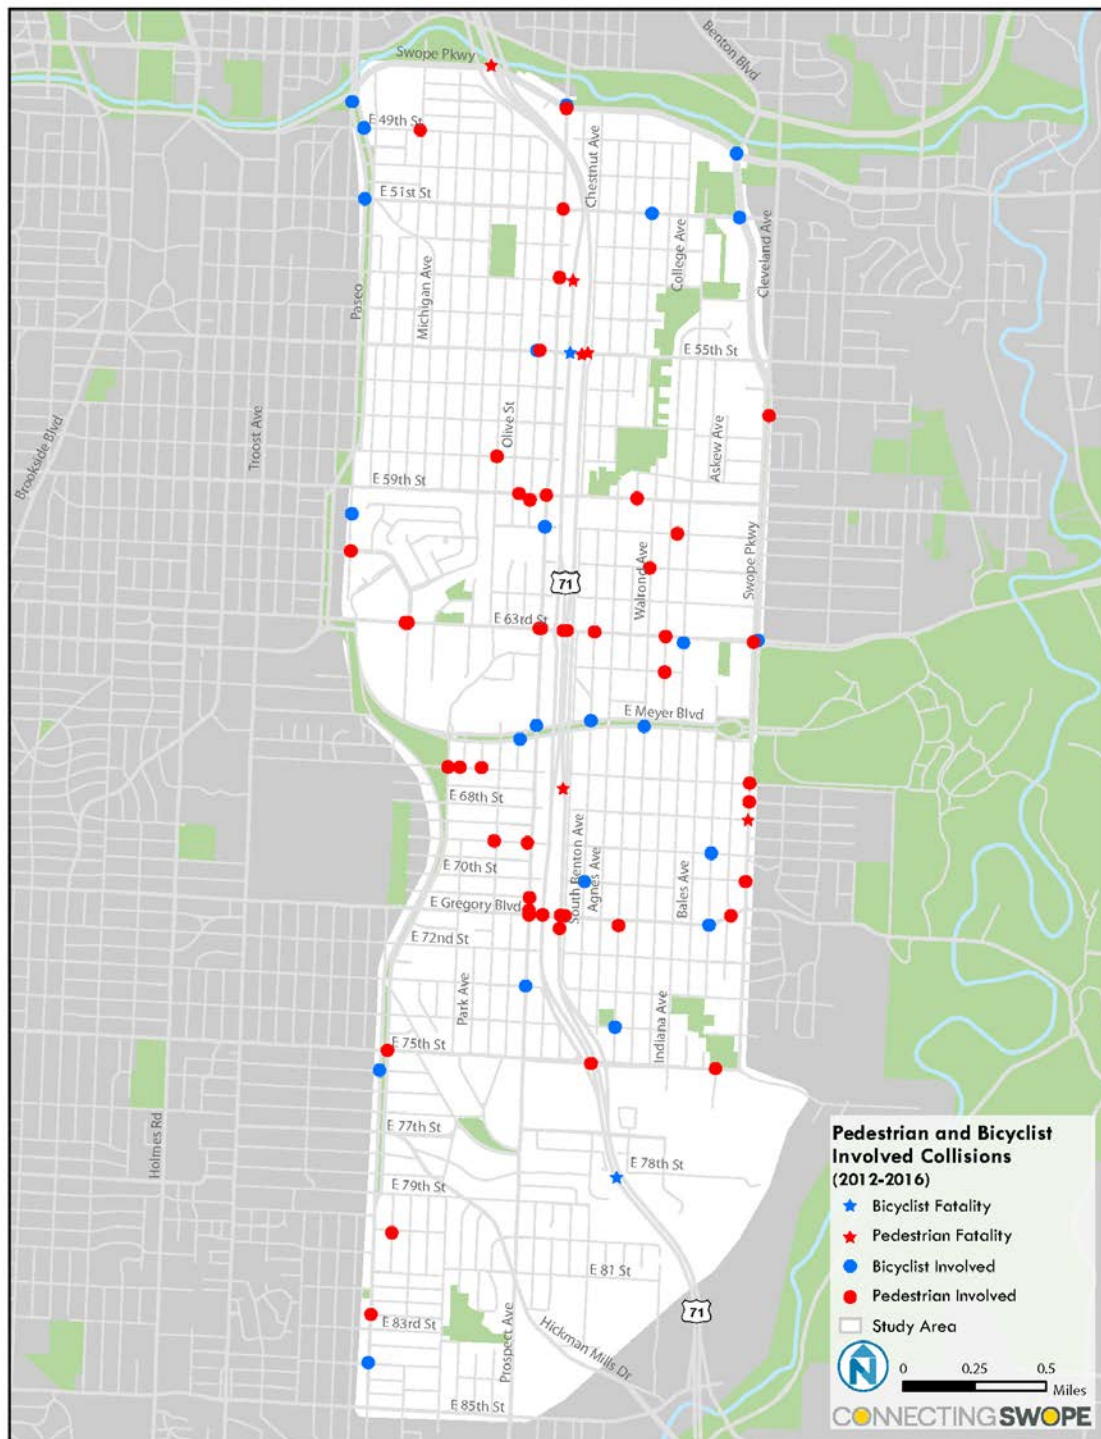 Swope Pkwy
Benton Blvd
E 49th St
Chestnut Ave
E 51st St
College Ave
Cleveland Ave
Michigan Ave
Paseo
E 55th St
Brookside Blvd
Troost Ave
Olive St
Askew Ave
E 59th St
Swope Pkwy
71
Walrond Ave
E 63rd St
E Meyer Blvd
E 68th St
South Benton Ave
Agnes Ave
E 70th St
Bales Ave
E Gregory Blvd
E 72nd St
Park Ave
Indiana Ave
E 75th St
Holmes Rd
E 77th St
E 78th St
E 79th St
E 81 St
71
E 83rd St
Prospect Ave
Hickman Mills Dr
E 85th St
Pedestrian and Bicyclist
Involved Collisions
(2012-2016)
Bicyclist Fatality
Pedestrian Fatality
Bicyclist Involved
Pedestrian Involved
Study Area
N
0 0.25 0.5
Miles
CONNECTING SWOPE